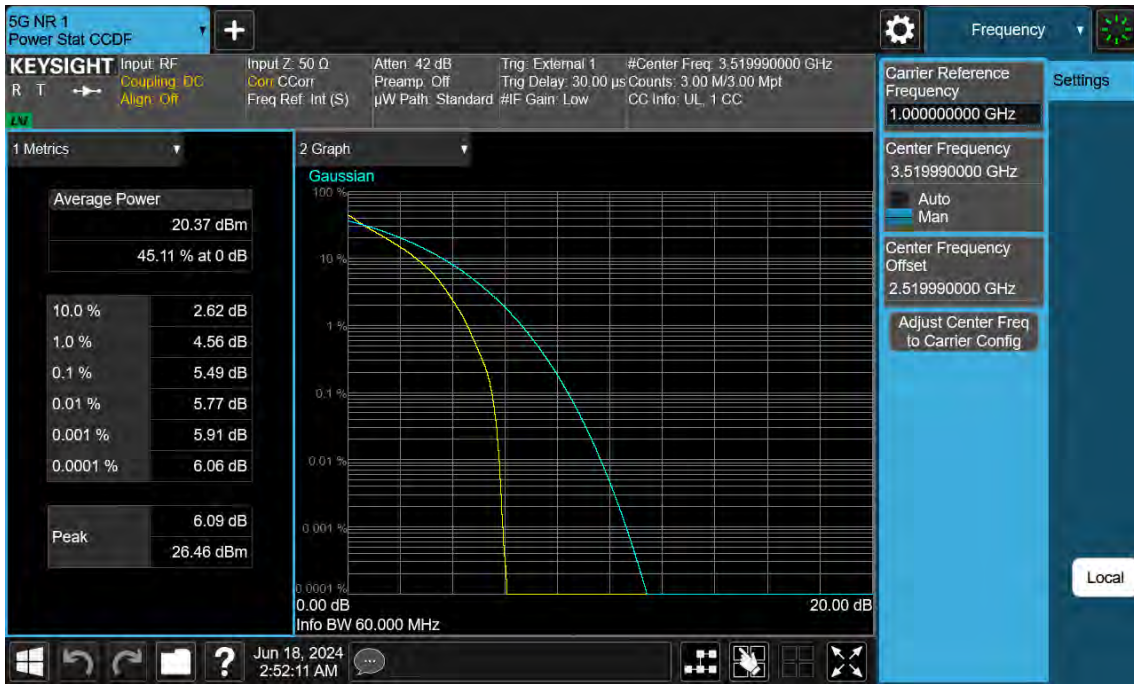 5G NR 1
Power Stat CCDF
+
Frequency
KEYSIGHT
R T
LNI
Input: RF
Coupling: DC
Align: Off
Input Z: 50 Ω
Corr CCorr
Freq Ref: Int (S)
Atten: 42 dB
Preamp: Off
µW Path: Standard
Trig: External 1
Trig Delay: 30.00 µs
#IF Gain: Low
#Center Freq: 3.519990000 GHz
Counts: 3.00 M/3.00 Mpt
CC Info: UL, 1 CC
1 Metrics
Average Power
20.37 dBm
45.11 % at 0 dB
10.0 % 2.62 dB
1.0 % 4.56 dB
0.1 % 5.49 dB
0.01 % 5.77 dB
0.001 % 5.91 dB
0.0001 % 6.06 dB
Peak
6.09 dB
26.46 dBm
2 Graph
Gaussian
100 %
10 %
1 %
0.1 %
0.01 %
0.001 %
0.0001 %
0.00 dB 20.00 dB
Info BW 60.000 MHz
Carrier Reference
Frequency
1.000000000 GHz
Center Frequency
3.519990000 GHz
Auto
Man
Center Frequency
Offset
2.519990000 GHz
Adjust Center Freq
to Carrier Config
Settings
Local
?
Jun 18, 2024
2:52:11 AM